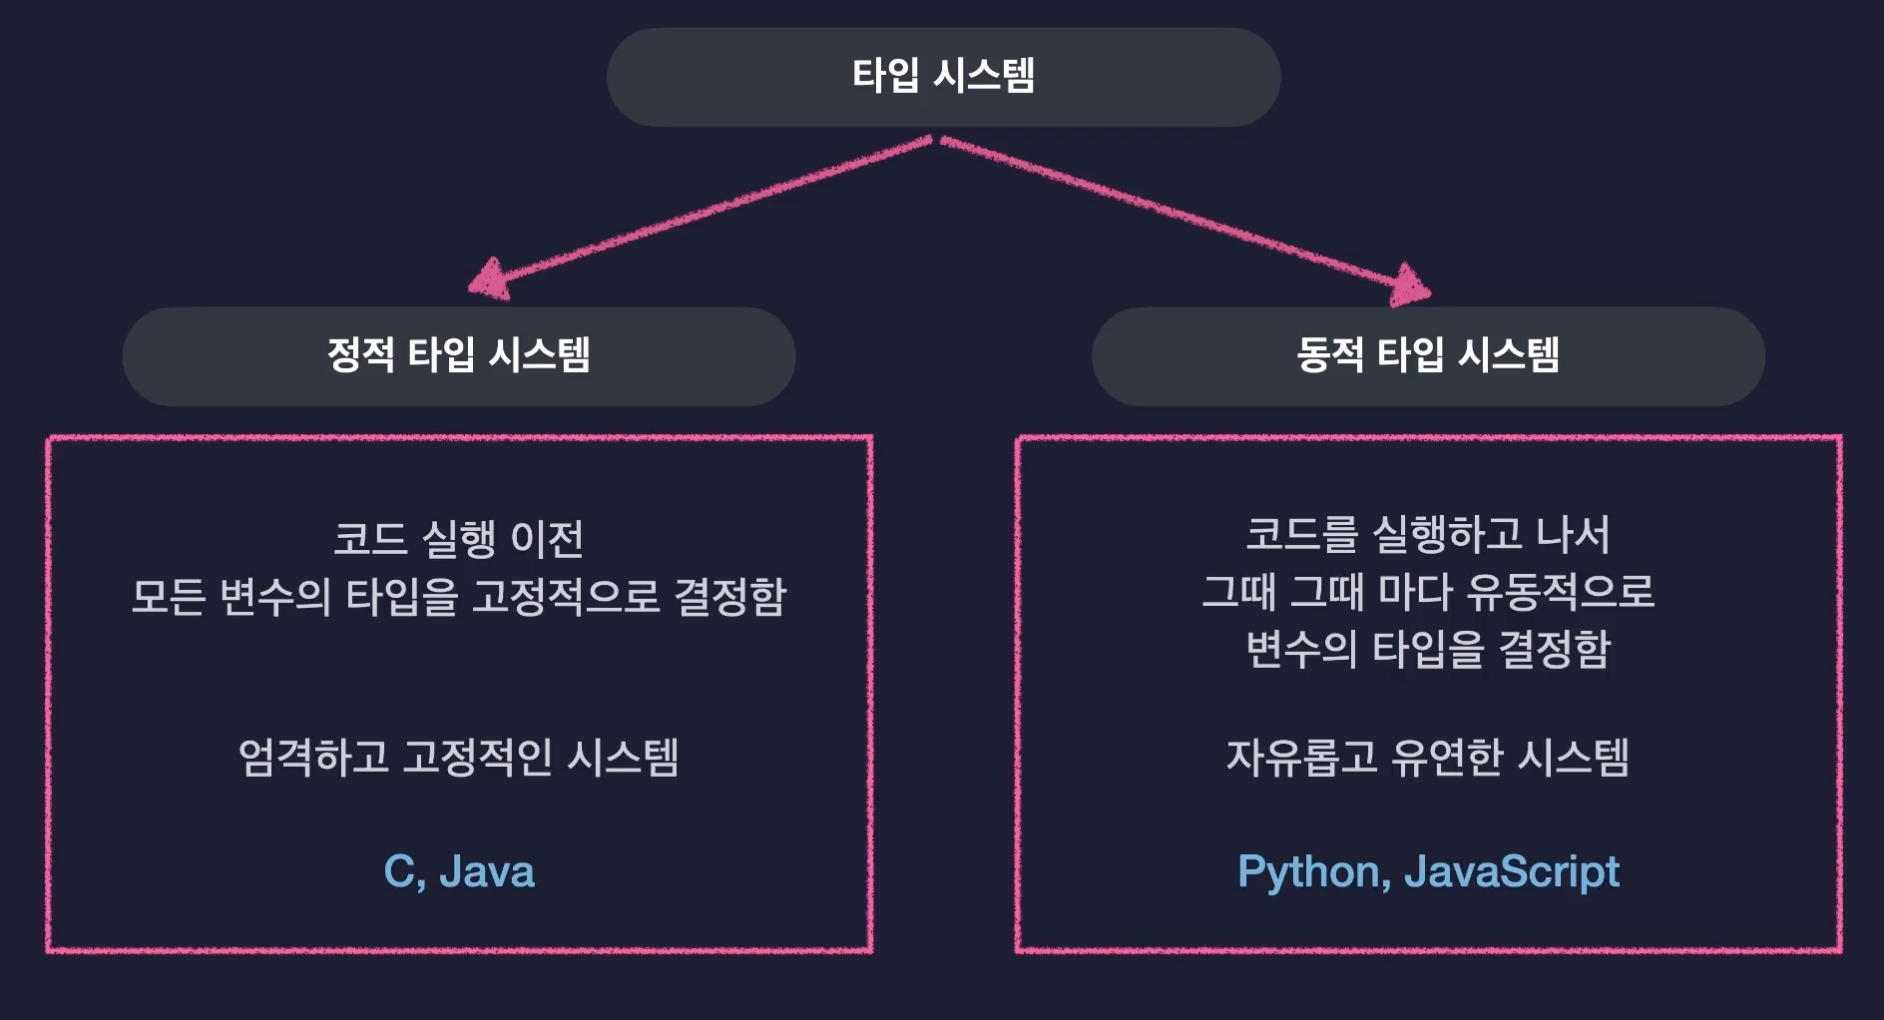 타입 시스템
정적 타입 시스템
코드 실행 이전
모든 변수의 타입을 고정적으로 결정함
엄격하고 고정적인 시스템
C, Java
동적 타입 시스템
코드를 실행하고 나서
그때 그때 마다 유동적으로
변수의 타입을 결정함
자유롭고 유연한 시스템
Python, JavaScript